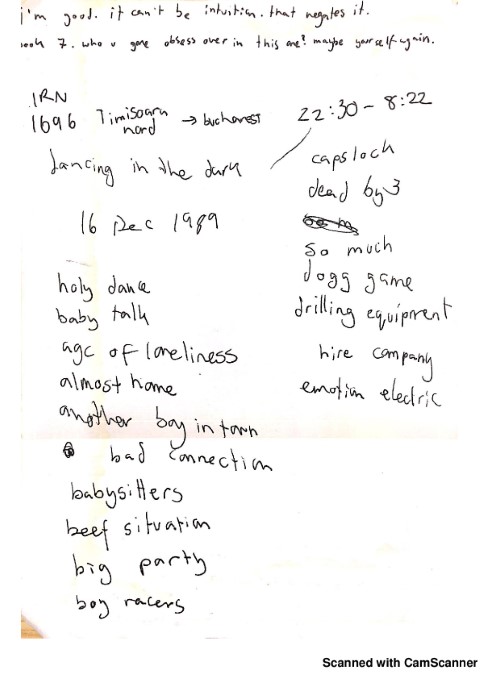 i'm good. it can't be intuition. that negates it.
book 7. who u gone obsess over in this one? maybe yourself again.
IRN
1696 Timisoara nord → bucharest
22:30 - 8:22
dancing in the dark
16 Dec 1989
holy dance
baby talk
age of loneliness
almost home
another boy in town
bad connection
babysitters
beef situation
big party
boy racers
capslock
dead by 3
so much
dogg game
drilling equipment
hire company
emotion electric
Scanned with CamScanner